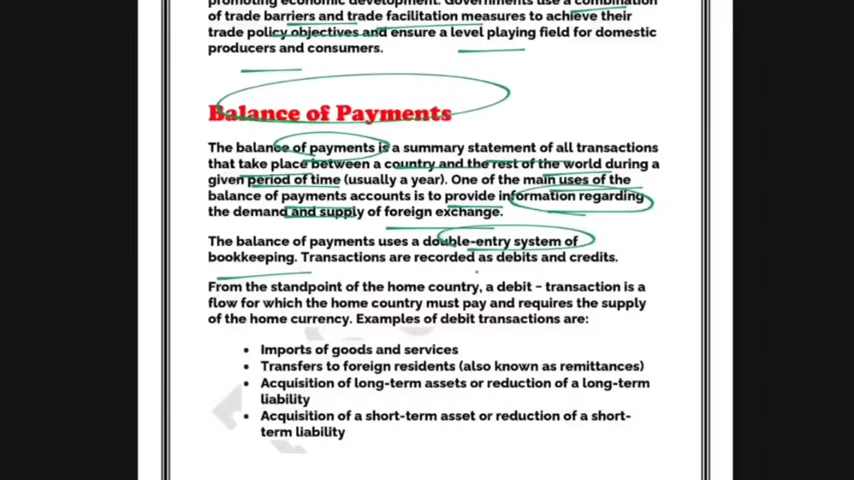 promoting economic development. Governments use a combination
of trade barriers and trade facilitation measures to achieve their
trade policy objectives and ensure a level playing field for domestic
producers and consumers.
Balance of Payments
The balance of payments is a summary statement of all transactions
that take place between a country and the rest of the world during a
given period of time (usually a year). One of the main uses of the
balance of payments accounts is to provide information regarding
the demand and supply of foreign exchange.
The balance of payments uses a double-entry system of
bookkeeping. Transactions are recorded as debits and credits.
From the standpoint of the home country, a debit - transaction is a
flow for which the home country must pay and requires the supply
of the home currency. Examples of debit transactions are:
• Imports of goods and services
• Transfers to foreign residents (also known as remittances)
• Acquisition of long-term assets or reduction of a long-term
liability
• Acquisition of a short-term asset or reduction of a short-
term liability